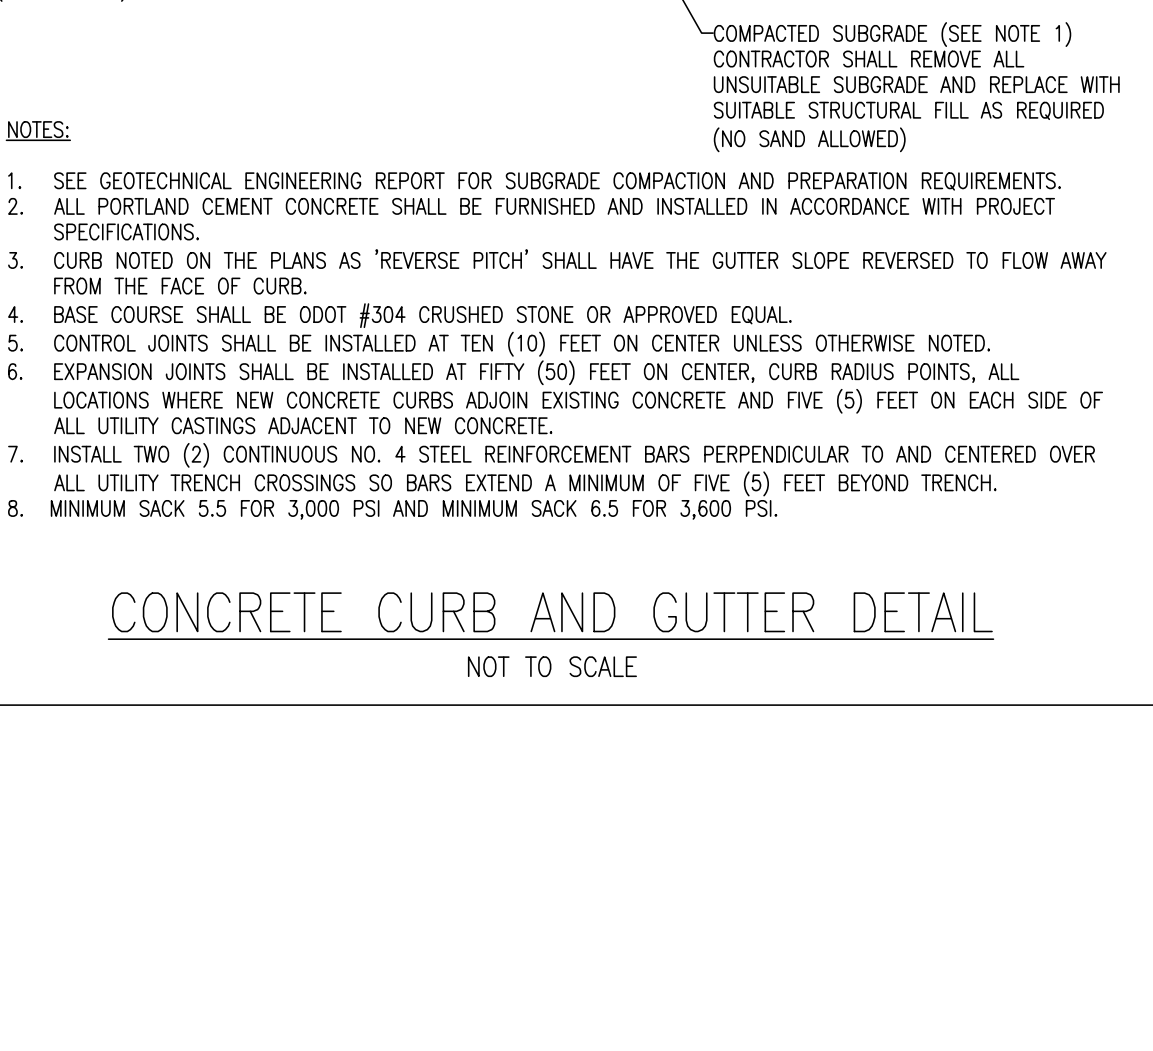 COMPACTED SUBGRADE (SEE NOTE 1)
CONTRACTOR SHALL REMOVE ALL
UNSUITABLE SUBGRADE AND REPLACE WITH
SUITABLE STRUCTURAL FILL AS REQUIRED
(NO SAND ALLOWED)
NOTES:
1. SEE GEOTECHNICAL ENGINEERING REPORT FOR SUBGRADE COMPACTION AND PREPARATION REQUIREMENTS.
2. ALL PORTLAND CEMENT CONCRETE SHALL BE FURNISHED AND INSTALLED IN ACCORDANCE WITH PROJECT
SPECIFICATIONS.
3. CURB NOTED ON THE PLANS AS 'REVERSE PITCH' SHALL HAVE THE GUTTER SLOPE REVERSED TO FLOW AWAY
FROM THE FACE OF CURB.
4. BASE COURSE SHALL BE ODOT #304 CRUSHED STONE OR APPROVED EQUAL.
5. CONTROL JOINTS SHALL BE INSTALLED AT TEN (10) FEET ON CENTER UNLESS OTHERWISE NOTED.
6. EXPANSION JOINTS SHALL BE INSTALLED AT FIFTY (50) FEET ON CENTER, CURB RADIUS POINTS, ALL
LOCATIONS WHERE NEW CONCRETE CURBS ADJOIN EXISTING CONCRETE AND FIVE (5) FEET ON EACH SIDE OF
ALL UTILITY CASTINGS ADJACENT TO NEW CONCRETE.
7. INSTALL TWO (2) CONTINUOUS NO. 4 STEEL REINFORCEMENT BARS PERPENDICULAR TO AND CENTERED OVER
ALL UTILITY TRENCH CROSSINGS SO BARS EXTEND A MINIMUM OF FIVE (5) FEET BEYOND TRENCH.
8. MINIMUM SACK 5.5 FOR 3,000 PSI AND MINIMUM SACK 6.5 FOR 3,600 PSI.
CONCRETE CURB AND GUTTER DETAIL
NOT TO SCALE